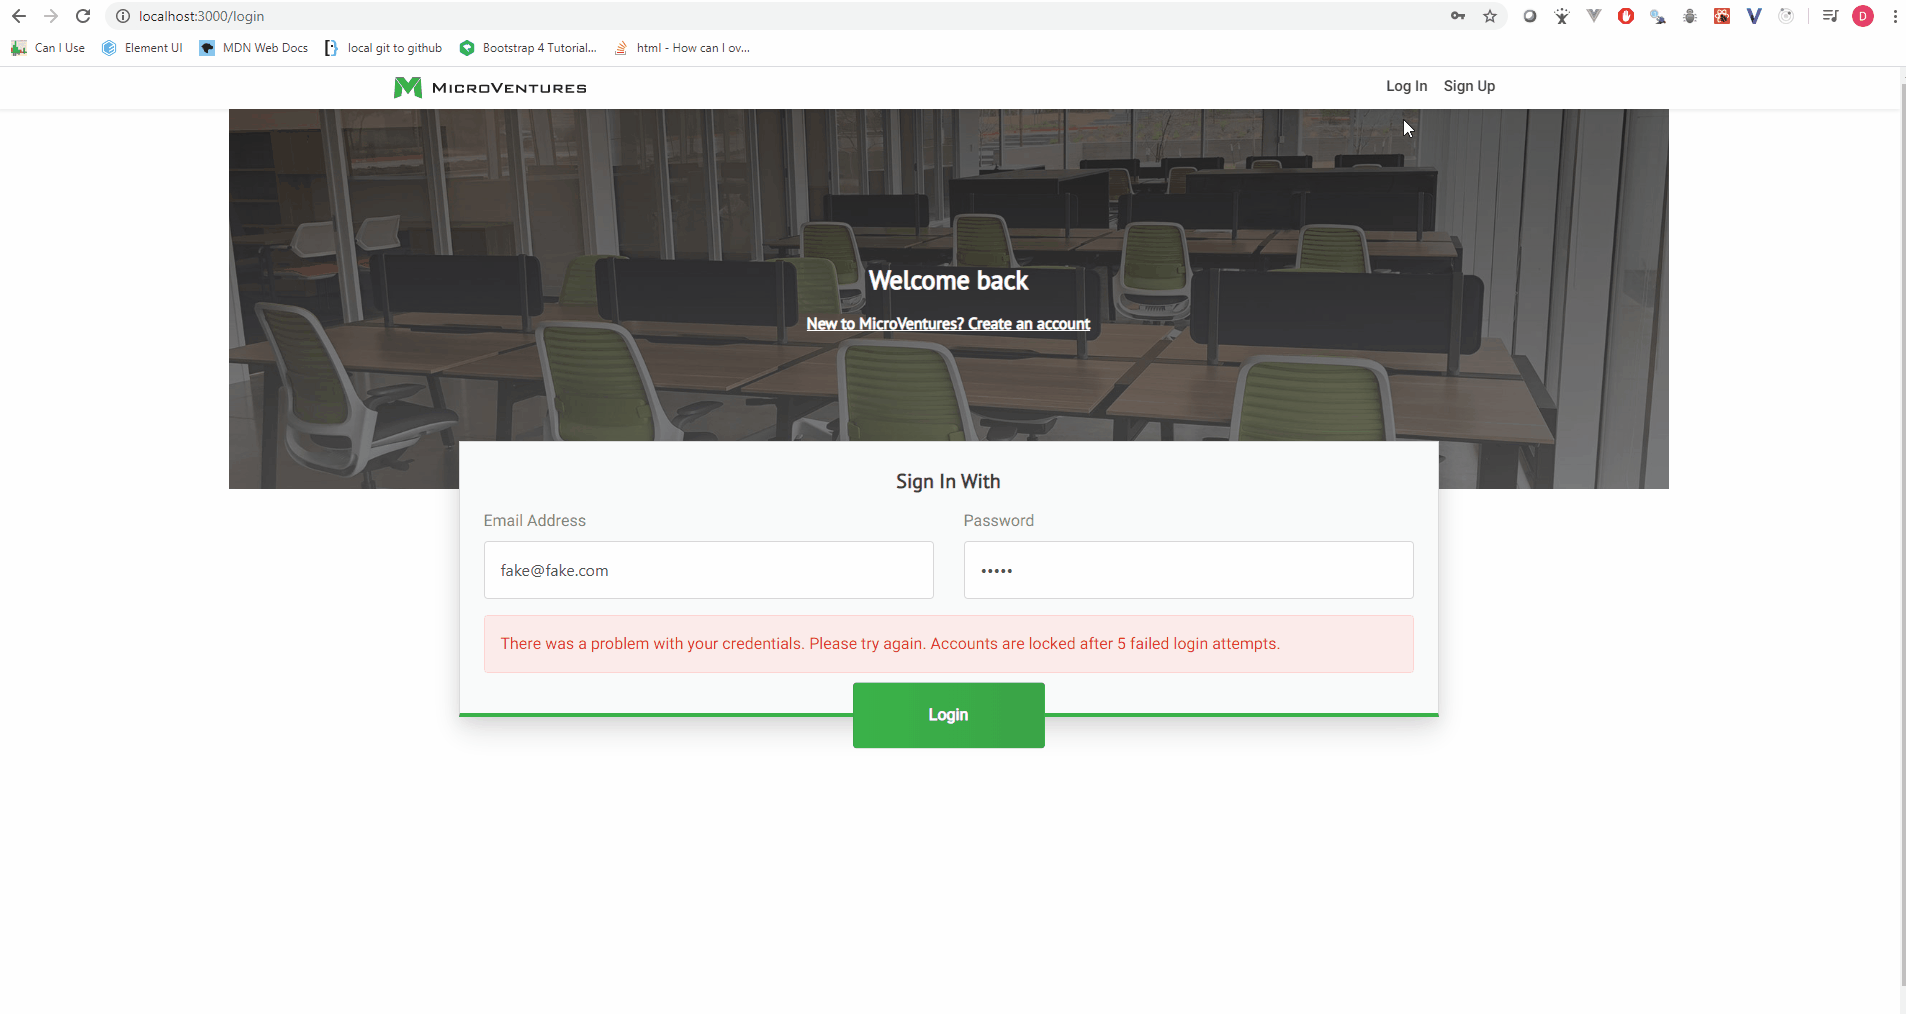 localhost:3000/login
D
Can I Use
Element UI
MDN Web Docs
local git to github
Bootstrap 4 Tutorial...
html - How can I ov...
MICROVENTURES
Log In
Sign Up
Welcome back
New to MicroVentures? Create an account
Sign In With
Email Address
Password
fake@fake.com
•••••
There was a problem with your credentials. Please try again. Accounts are locked after 5 failed login attempts.
Login